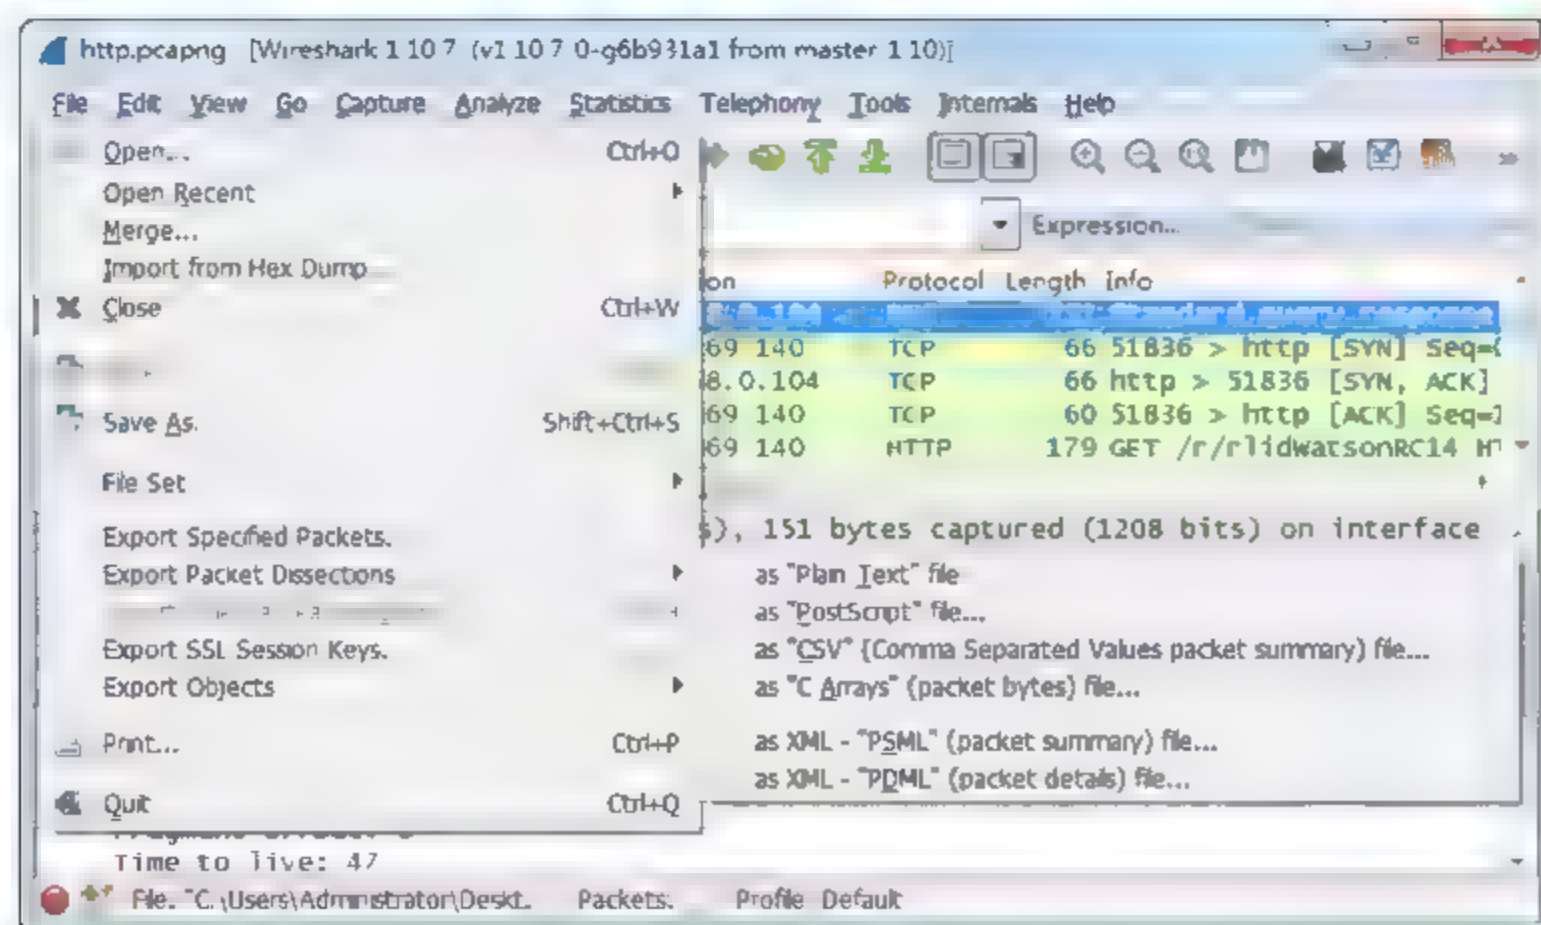 http.pcapng [Wireshark 1 10 7 (v1 10 7 0-g6b931a1 from master 1 10)]
File Edit View Go Capture Analyze Statistics Telephony Tools Internals Help
Open... Ctrl+O
Open Recent
Merge...
Expression...
Import from Hex Dump
ion Protocol Length Info
Close Ctrl+W
69 140 TCP 66 51836 > http [SYN] Seq=
8.0.104 TCP 66 http > 51836 [SYN, ACK]
Save As. Shift+Ctrl+S
69 140 TCP 60 51836 > http [ACK] Seq=
69 140 HTTP 179 GET /r/rlidwatsonRC14
File Set
Export Specified Packets.
s), 151 bytes captured (1208 bits) on interface
Export Packet Dissections
as "Plain Text" file
as "PostScript" file...
Export SSL Session Keys.
as "CSV" (Comma Separated Values packet summary) file...
Export Objects
as "C Arrays" (packet bytes) file...
Print... Ctrl+P
as XML - "PSML" (packet summary) file...
as XML - "PDML" (packet details) file...
Quit Ctrl+Q
Time to live: 47
File. "C:\Users\Administrator\Deskt. Packets. Profile Default